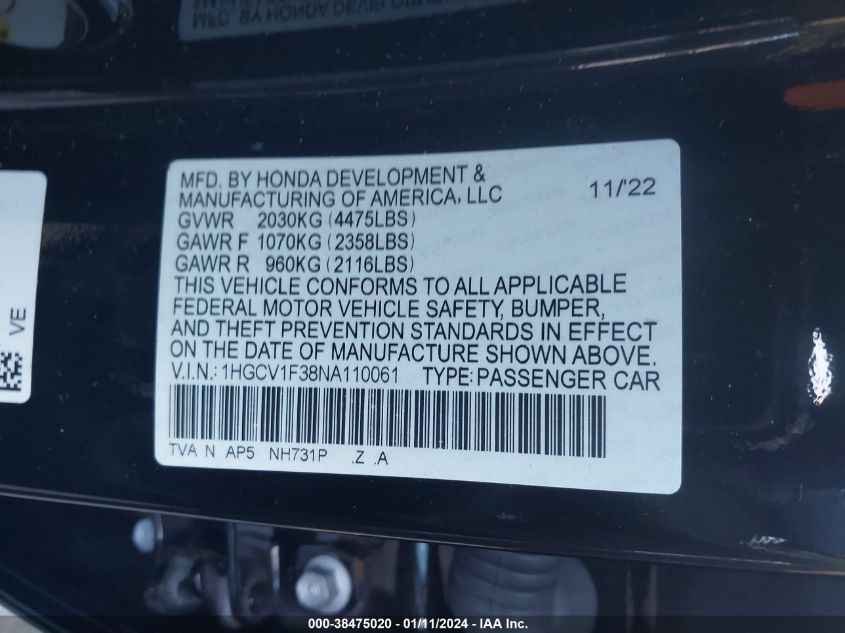 MFD. BY HONDA DEVELOPMENT &
MANUFACTURING OF AMERICA, LLC 11/'22
GVWR 2030KG (4475LBS)
GAWR F 1070KG (2358LBS)
GAWR R 960KG (2116LBS)
THIS VEHICLE CONFORMS TO ALL APPLICABLE
FEDERAL MOTOR VEHICLE SAFETY, BUMPER,
AND THEFT PREVENTION STANDARDS IN EFFECT
ON THE DATE OF MANUFACTURE SHOWN ABOVE.
V.I.N.: 1HGCV1F38NA110061 TYPE: PASSENGER CAR
TVA N AP5 NH731P .Z .A
VE
000-38475020 - 01/11/2024 - IAA Inc.